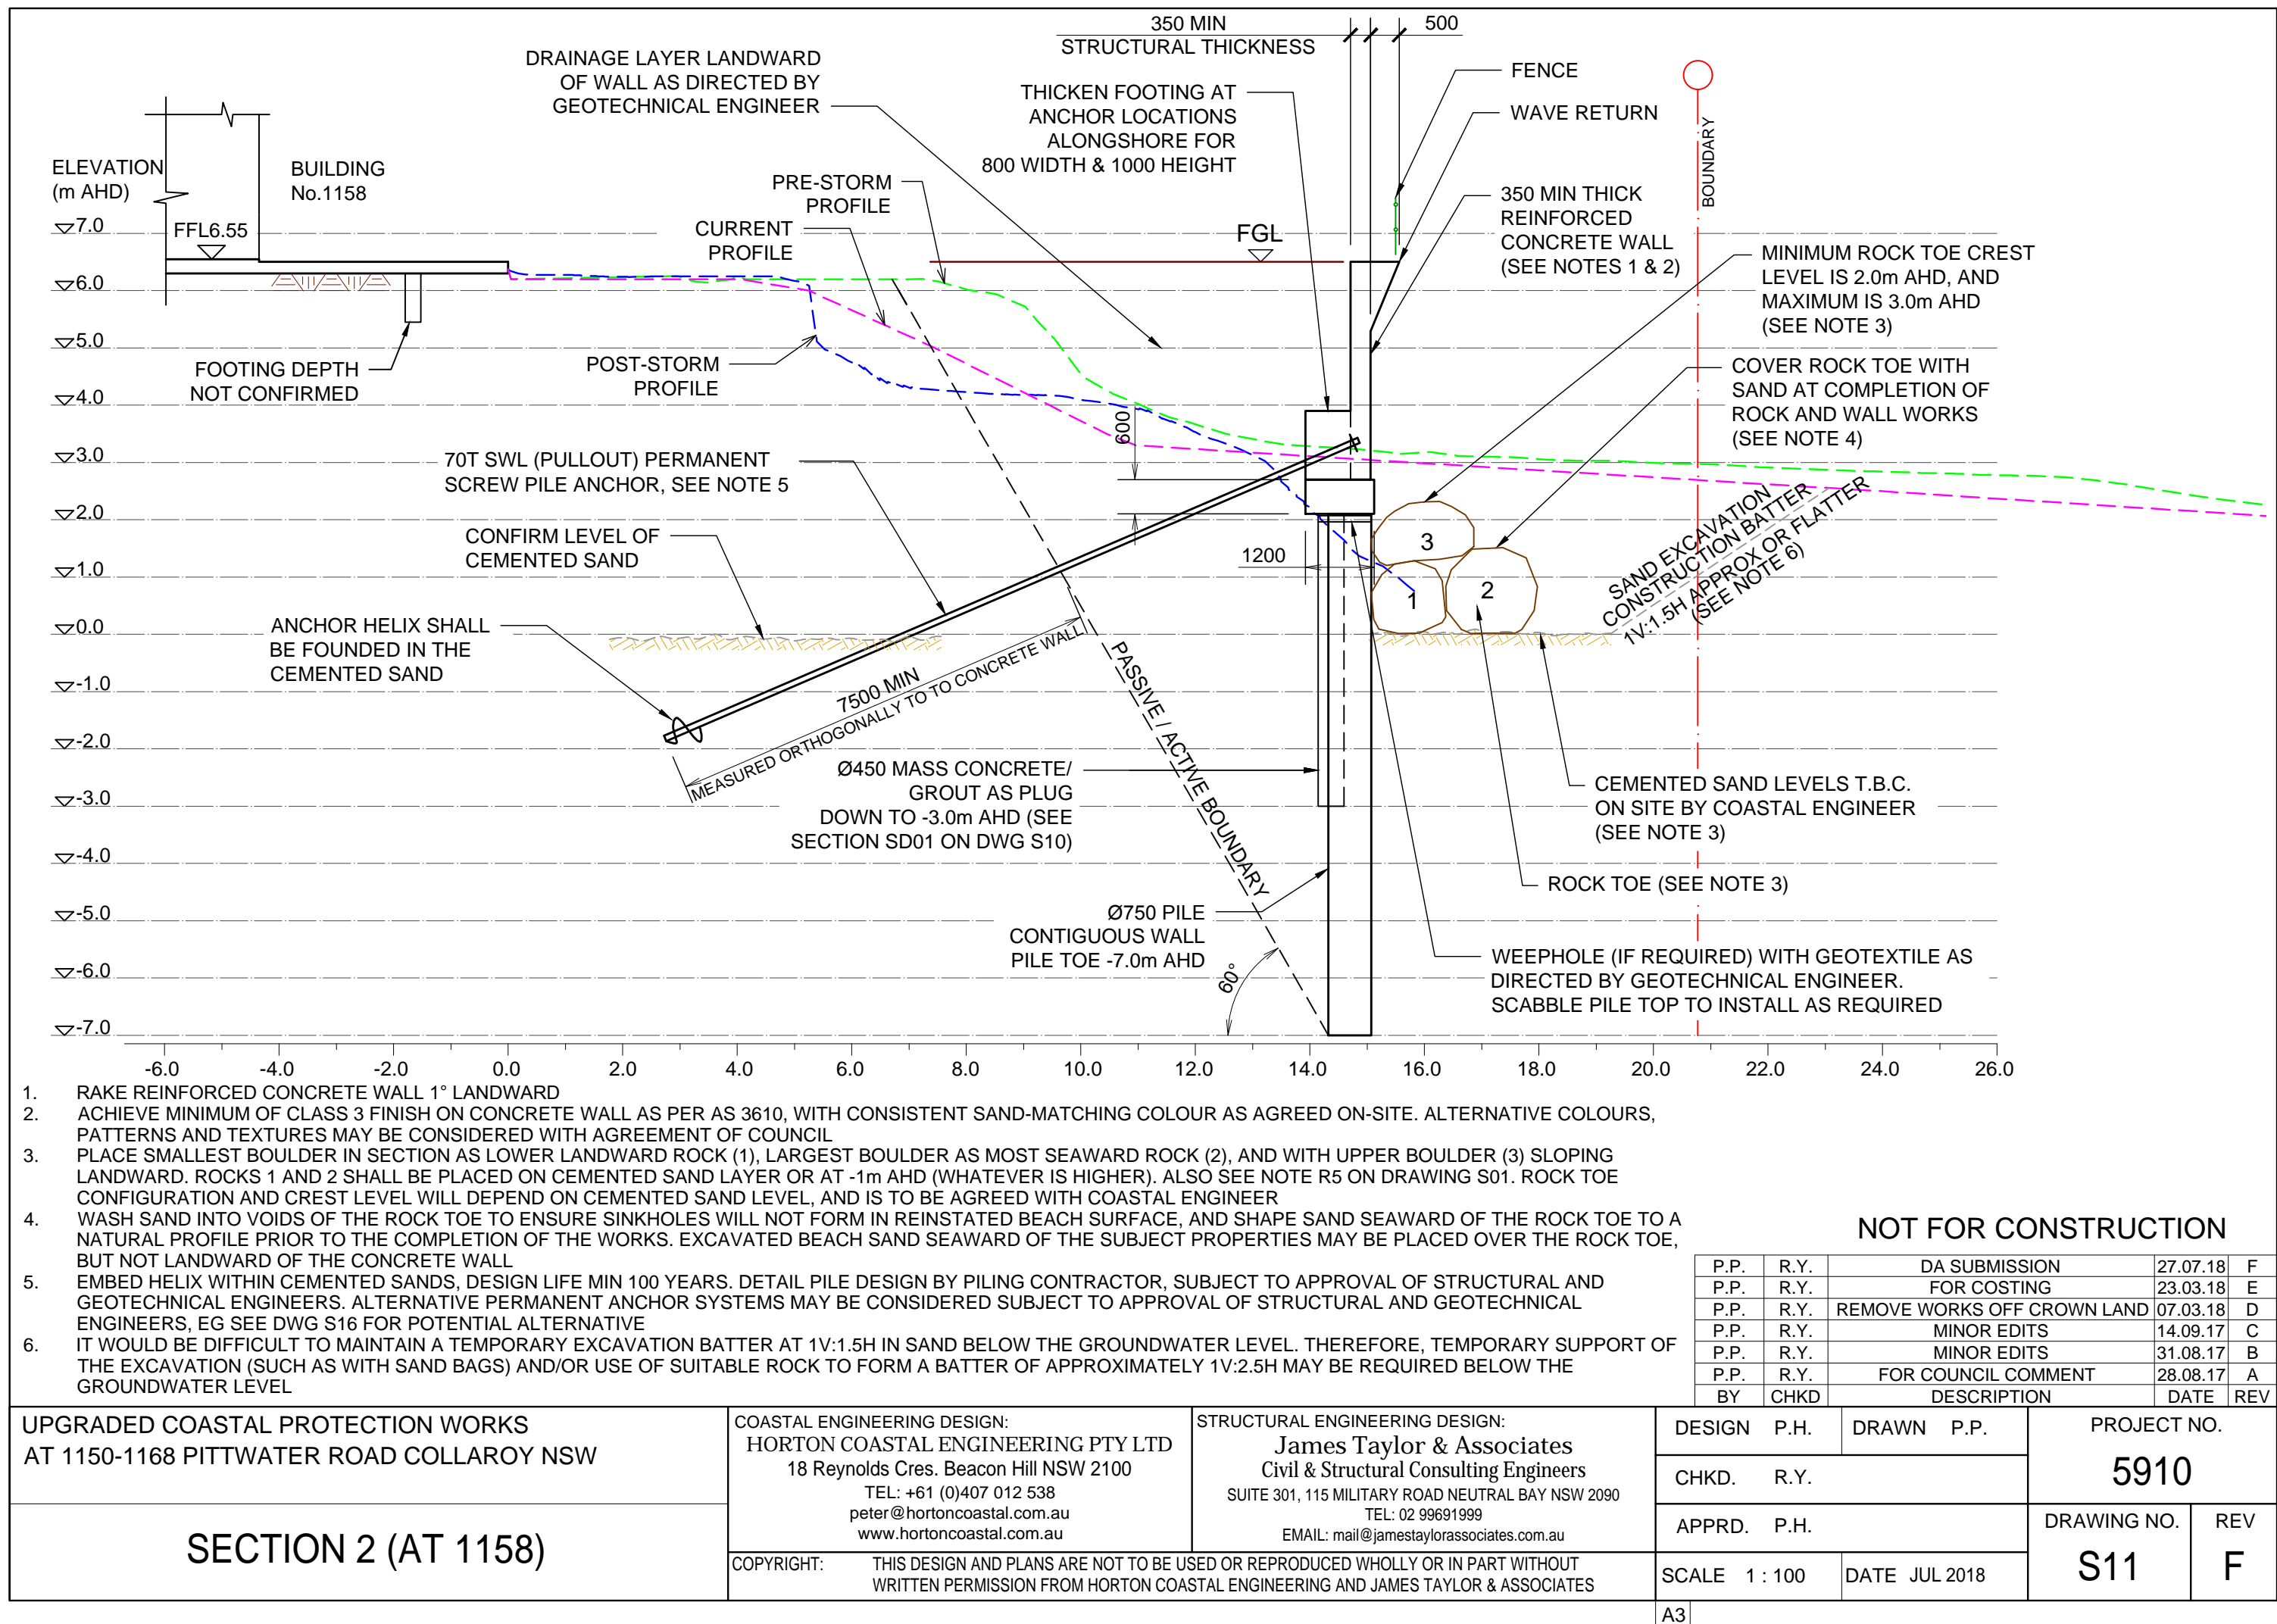 350 MIN
STRUCTURAL THICKNESS
500
DRAINAGE LAYER LANDWARD
OF WALL AS DIRECTED BY
GEOTECHNICAL ENGINEER
THICKEN FOOTING AT
ANCHOR LOCATIONS
ALONGSHORE FOR
800 WIDTH & 1000 HEIGHT
FENCE
WAVE RETURN
BOUNDARY
ELEVATION
(m AHD)
BUILDING
No.1158
PRE-STORM
PROFILE
350 MIN THICK
REINFORCED
CONCRETE WALL
(SEE NOTES 1 & 2)
CURRENT
PROFILE
FFL6.55
FGL
MINIMUM ROCK TOE CREST
LEVEL IS 2.0m AHD, AND
MAXIMUM IS 3.0m AHD
(SEE NOTE 3)
7.0
6.0
5.0
4.0
3.0
2.0
1.0
0.0
-1.0
-2.0
-3.0
-4.0
-5.0
-6.0
-7.0
FOOTING DEPTH
NOT CONFIRMED
POST-STORM
PROFILE
COVER ROCK TOE WITH
SAND AT COMPLETION OF
ROCK AND WALL WORKS
(SEE NOTE 4)
600
70T SWL (PULLOUT) PERMANENT
SCREW PILE ANCHOR, SEE NOTE 5
CONFIRM LEVEL OF
CEMENTED SAND
1200
3
1
2
SAND EXCAVATION
CONSTRUCTION BATTER
1V:1.5H APPROX OR FLATTER
(SEE NOTE 6)
ANCHOR HELIX SHALL
BE FOUNDED IN THE
CEMENTED SAND
7500 MIN
MEASURED ORTHOGONALLY TO TO CONCRETE WALL
PASSIVE / ACTIVE BOUNDARY
Ø450 MASS CONCRETE/
GROUT AS PLUG
DOWN TO -3.0m AHD (SEE
SECTION SD01 ON DWG S10)
CEMENTED SAND LEVELS T.B.C.
ON SITE BY COASTAL ENGINEER
(SEE NOTE 3)
ROCK TOE (SEE NOTE 3)
Ø750 PILE
CONTIGUOUS WALL
PILE TOE -7.0m AHD
60°
WEEPHOLE (IF REQUIRED) WITH GEOTEXTILE AS
DIRECTED BY GEOTECHNICAL ENGINEER.
SCABBLE PILE TOP TO INSTALL AS REQUIRED
-6.0 -4.0 -2.0 0.0 2.0 4.0 6.0 8.0 10.0 12.0 14.0 16.0 18.0 20.0 22.0 24.0 26.0
1. RAKE REINFORCED CONCRETE WALL 1° LANDWARD
2. ACHIEVE MINIMUM OF CLASS 3 FINISH ON CONCRETE WALL AS PER AS 3610, WITH CONSISTENT SAND-MATCHING COLOUR AS AGREED ON-SITE. ALTERNATIVE COLOURS,
PATTERNS AND TEXTURES MAY BE CONSIDERED WITH AGREEMENT OF COUNCIL
3. PLACE SMALLEST BOULDER IN SECTION AS LOWER LANDWARD ROCK (1), LARGEST BOULDER AS MOST SEAWARD ROCK (2), AND WITH UPPER BOULDER (3) SLOPING
LANDWARD. ROCKS 1 AND 2 SHALL BE PLACED ON CEMENTED SAND LAYER OR AT -1m AHD (WHATEVER IS HIGHER). ALSO SEE NOTE R5 ON DRAWING S01. ROCK TOE
CONFIGURATION AND CREST LEVEL WILL DEPEND ON CEMENTED SAND LEVEL, AND IS TO BE AGREED WITH COASTAL ENGINEER
4. WASH SAND INTO VOIDS OF THE ROCK TOE TO ENSURE SINKHOLES WILL NOT FORM IN REINSTATED BEACH SURFACE, AND SHAPE SAND SEAWARD OF THE ROCK TOE TO A
NATURAL PROFILE PRIOR TO THE COMPLETION OF THE WORKS. EXCAVATED BEACH SAND SEAWARD OF THE SUBJECT PROPERTIES MAY BE PLACED OVER THE ROCK TOE,
BUT NOT LANDWARD OF THE CONCRETE WALL
5. EMBED HELIX WITHIN CEMENTED SANDS, DESIGN LIFE MIN 100 YEARS. DETAIL PILE DESIGN BY PILING CONTRACTOR, SUBJECT TO APPROVAL OF STRUCTURAL AND
GEOTECHNICAL ENGINEERS. ALTERNATIVE PERMANENT ANCHOR SYSTEMS MAY BE CONSIDERED SUBJECT TO APPROVAL OF STRUCTURAL AND GEOTECHNICAL
ENGINEERS, EG SEE DWG S16 FOR POTENTIAL ALTERNATIVE
6. IT WOULD BE DIFFICULT TO MAINTAIN A TEMPORARY EXCAVATION BATTER AT 1V:1.5H IN SAND BELOW THE GROUNDWATER LEVEL. THEREFORE, TEMPORARY SUPPORT OF
THE EXCAVATION (SUCH AS WITH SAND BAGS) AND/OR USE OF SUITABLE ROCK TO FORM A BATTER OF APPROXIMATELY 1V:2.5H MAY BE REQUIRED BELOW THE
GROUNDWATER LEVEL
NOT FOR CONSTRUCTION
P.P. R.Y. DA SUBMISSION 27.07.18 F
P.P. R.Y. FOR COSTING 23.03.18 E
P.P. R.Y. REMOVE WORKS OFF CROWN LAND 07.03.18 D
P.P. R.Y. MINOR EDITS 14.09.17 C
P.P. R.Y. MINOR EDITS 31.08.17 B
P.P. R.Y. FOR COUNCIL COMMENT 28.08.17 A
BY CHKD DESCRIPTION DATE REV
UPGRADED COASTAL PROTECTION WORKS
AT 1150-1168 PITTWATER ROAD COLLAROY NSW
SECTION 2 (AT 1158)
COASTAL ENGINEERING DESIGN:
HORTON COASTAL ENGINEERING PTY LTD
18 Reynolds Cres. Beacon Hill NSW 2100
TEL: +61 (0)407 012 538
peter@hortoncoastal.com.au
www.hortoncoastal.com.au
STRUCTURAL ENGINEERING DESIGN:
James Taylor & Associates
Civil & Structural Consulting Engineers
SUITE 301, 115 MILITARY ROAD NEUTRAL BAY NSW 2090
TEL: 02 99691999
EMAIL: mail@jamestaylorassociates.com.au
COPYRIGHT: THIS DESIGN AND PLANS ARE NOT TO BE USED OR REPRODUCED WHOLLY OR IN PART WITHOUT
WRITTEN PERMISSION FROM HORTON COASTAL ENGINEERING AND JAMES TAYLOR & ASSOCIATES
DESIGN P.H. DRAWN P.P.
CHKD. R.Y.
APPRD. P.H.
SCALE 1 : 100 DATE JUL 2018
PROJECT NO.
5910
DRAWING NO. REV
S11 F
A3